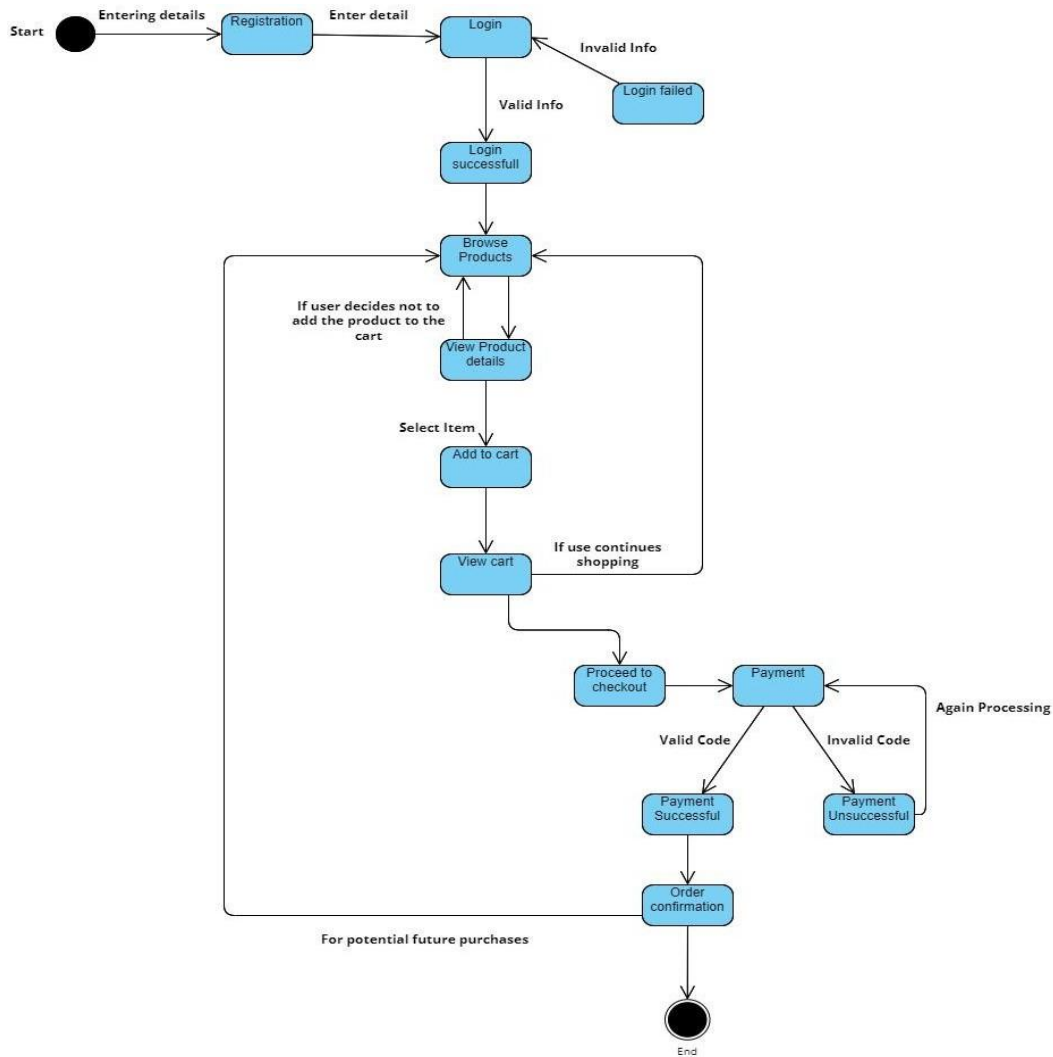 Start
Entering details
Registration
Enter detail
Login
Invalid Info
Login failed
Valid Info
Login
successfull
Browse
Products
If user decides not to
add the product to the
cart
View Product
details
Select Item
Add to cart
View cart
If use continues
shopping
Proceed to
checkout
Payment
Again Processing
Valid Code
Invalid Code
Payment
Successful
Payment
Unsuccessful
Order
confirmation
For potential future purchases
End